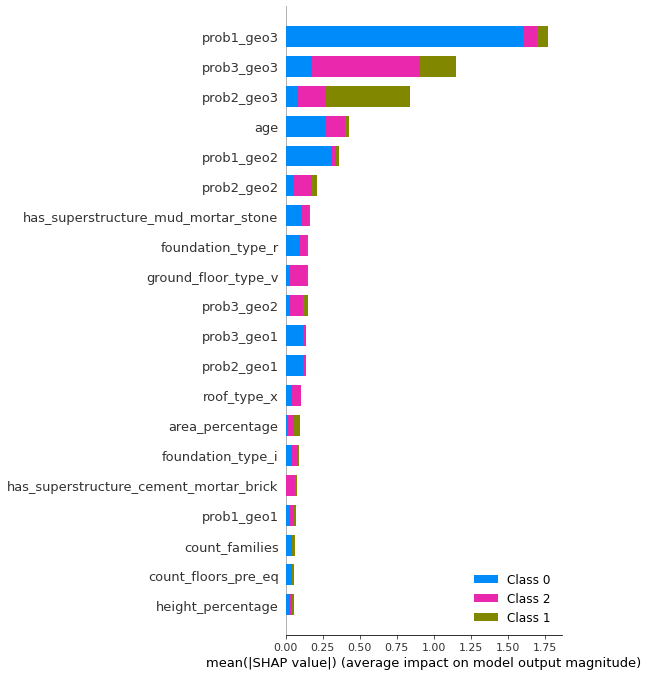 prob1_geo3
prob3_geo3
prob2_geo3
age
prob1_geo2
prob2_geo2
has_superstructure_mud_mortar_stone
foundation_type_r
ground_floor_type_v
prob3_geo2
prob3_geo1
prob2_geo1
roof_type_x
area_percentage
foundation_type_i
has_superstructure_cement_mortar_brick
prob1_geo1
count_families
count_floors_pre_eq
height_percentage
Class 0
Class 2
Class 1
0.00 0.25 0.50 0.75 1.00 1.25 1.50 1.75
mean(|SHAP value|) (average impact on model output magnitude)